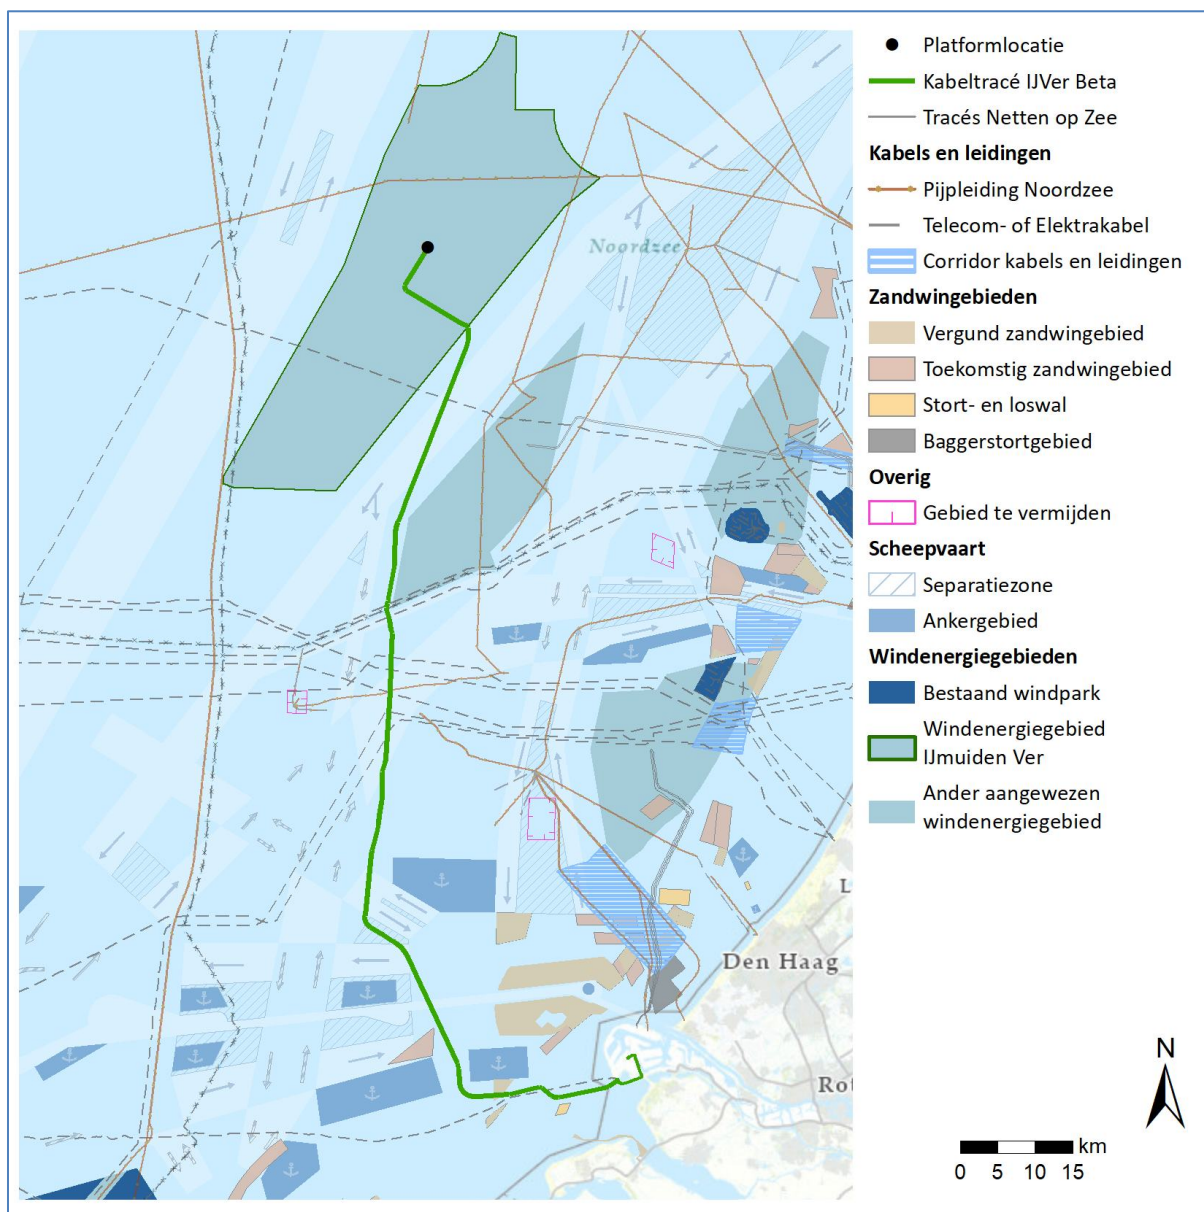 Noordzee
L
Den Haag
Rot
Platformlocatie
Kabeltracé IJVer Beta
Tracés Netten op Zee
Kabels en leidingen
Pijpleiding Noordzee
Telecom- of Elektrakabel
Corridor kabels en leidingen
Zandwingebieden
Vergund zandwingebied
Toekomstig zandwingebied
Stort- en loswal
Baggerstortgebied
Overig
Gebied te vermijden
Scheepvaart
Separatiezone
Ankergebied
Windenergiegebieden
Bestaand windpark
Windenergiegebied
IJmuiden Ver
Ander aangewezen
windenergiegebied
N
km
0 5 10 15